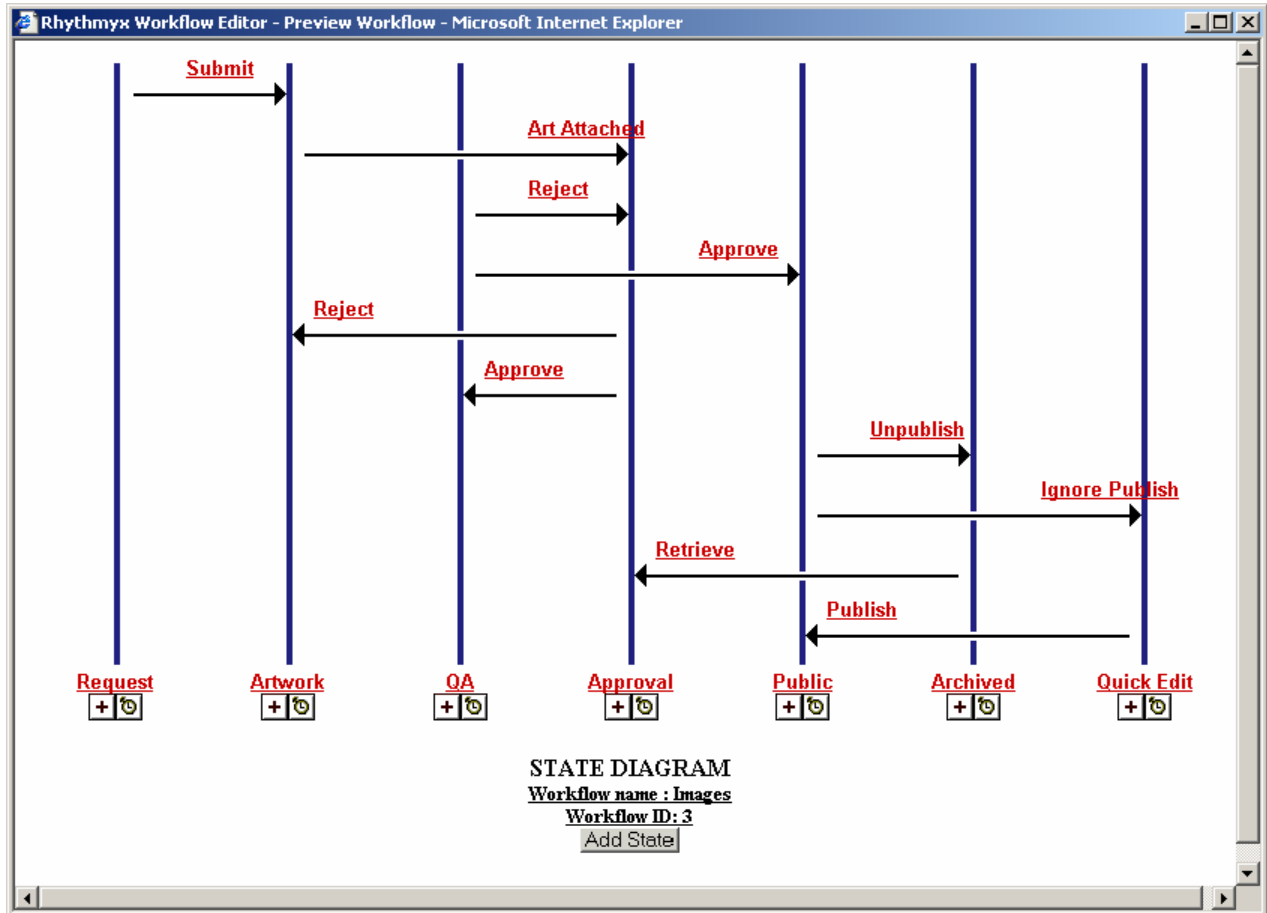 Rhythmyx Workflow Editor - Preview Workflow - Microsoft Internet Explorer
Submit
Art Attached
Reject
Approve
Reject
Approve
Unpublish
Ignore Publish
Retrieve
Publish
Request Artwork QA Approval Public Archived Quick Edit
STATE DIAGRAM
Workflow name : Images
Workflow ID: 3
Add State